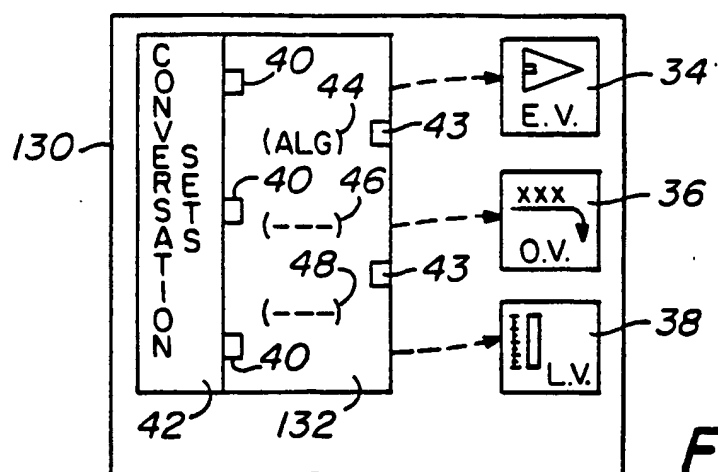 CONVERSATION
SETS
40
44
(ALG)
43
E.V.
34
130
40
46
(---)
XXX
36
O.V.
48
43
(---)
40
L.V.
38
42
132
F